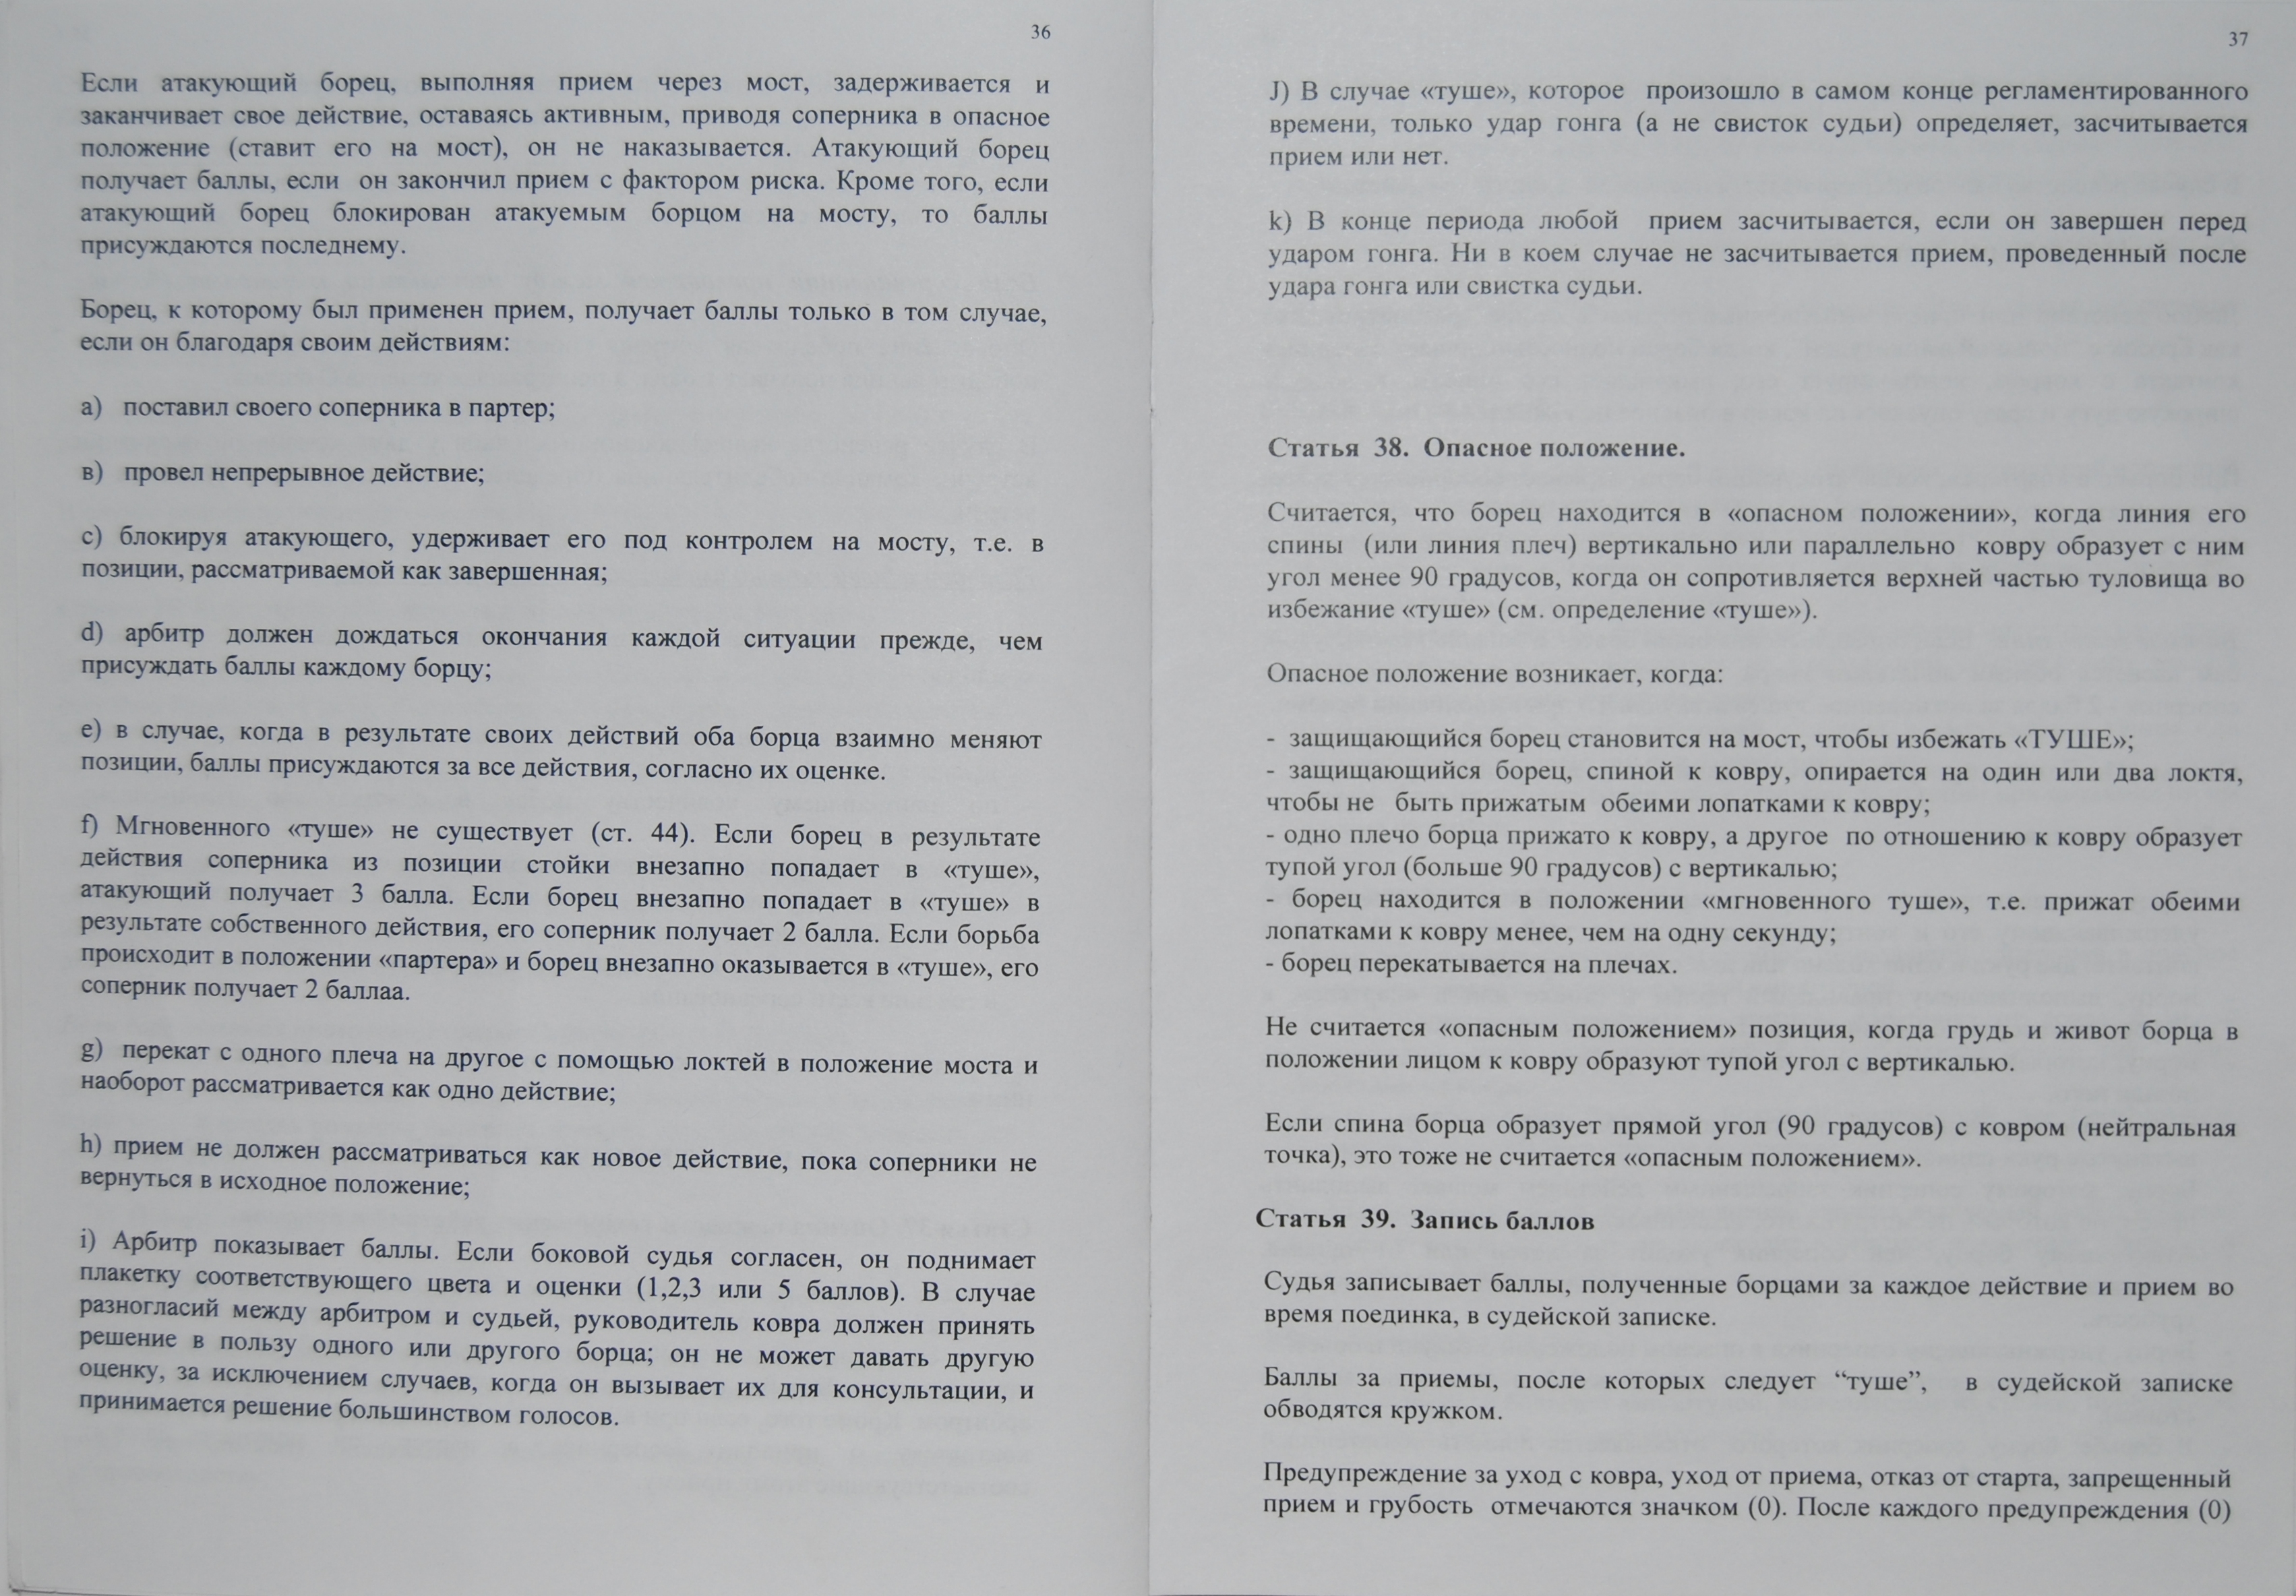 36
Если атакующий борец, выполняя прием через мост, задерживается и
заканчивает свое действие, оставаясь активным, приводя соперника в опасное
положение (ставит его на мост), он не наказывается. Атакующий борец
получает баллы, если он закончил прием с фактором риска. Кроме того, если
атакующий борец блокирован атакуемым борцом на мосту, то баллы
присуждаются последнему.
Борец, к которому был применен прием, получает баллы только в том случае,
если он благодаря своим действиям:
а) поставил своего соперника в партер;
в) провел непрерывное действие;
с) блокируя атакующего, удерживает его под контролем на мосту, т.е. в
позиции, рассматриваемой как завершенная;
d) арбитр должен дождаться окончания каждой ситуации прежде, чем
присуждать баллы каждому борцу;
е) в случае, когда в результате своих действий оба борца взаимно меняют
позиции, баллы присуждаются за все действия, согласно их оценке.
f) Мгновенного «туше» не существует (ст. 44). Если борец в результате
действия соперника из позиции стойки внезапно попадает в «туше»,
атакующий получает 3 балла. Если борец внезапно попадает в «туше» в
результате собственного действия, его соперник получает 2 балла. Если борьба
происходит в положении «партера» и борец внезапно оказывается в «туше», его
соперник получает 2 баллаа.
g) перекат с одного плеча на другое с помощью локтей в положение моста и
наоборот рассматривается как одно действие;
h) прием не должен рассматриваться как новое действие, пока соперники не
вернуться в исходное положение;
i) Арбитр показывает баллы. Если боковой судья согласен, он поднимает
плакетку соответствующего цвета и оценки (1,2,3 или 5 баллов). В случае
разногласий между арбитром и судьей, руководитель ковра должен принять
решение в пользу одного или другого борца; он не может давать другую
оценку, за исключением случаев, когда он вызывает их для консультации, и
принимается решение большинством голосов.
37
J) В случае «туше», которое произошло в самом конце регламентированного
времени, только удар гонга (а не свисток судьи) определяет, засчитывается
прием или нет.
k) В конце периода любой прием засчитывается, если он завершен перед
ударом гонга. Ни в коем случае не засчитывается прием, проведенный после
удара гонга или свистка судьи.
Статья 38. Опасное положение.
Считается, что борец находится в «опасном положении», когда линия его
спины (или линия плеч) вертикально или параллельно ковру образует с ним
угол менее 90 градусов, когда он сопротивляется верхней частью туловища во
избежание «туше» (см. определение «туше»).
Опасное положение возникает, когда:
- защищающийся борец становится на мост, чтобы избежать «ТУШЕ»;
- защищающийся борец, спиной к ковру, опирается на один или два локтя,
чтобы не быть прижатым обеими лопатками к ковру;
- одно плечо борца прижато к ковру, а другое по отношению к ковру образует
тупой угол (больше 90 градусов) с вертикалью;
- борец находится в положении «мгновенного туше», т.е. прижат обеими
лопатками к ковру менее, чем на одну секунду;
- борец перекатывается на плечах.
Не считается «опасным положением» позиция, когда грудь и живот борца в
положении лицом к ковру образуют тупой угол с вертикалью.
Если спина борца образует прямой угол (90 градусов) с ковром (нейтральная
точка), это тоже не считается «опасным положением».
Статья 39. Запись баллов
Судья записывает баллы, полученные борцами за каждое действие и прием во
время поединка, в судейской записке.
Баллы за приемы, после которых следует “туше”, в судейской записке
обводятся кружком.
Предупреждение за уход с ковра, уход от приема, отказ от старта, запрещенный
прием и грубость отмечаются значком (0). После каждого предупреждения (0)